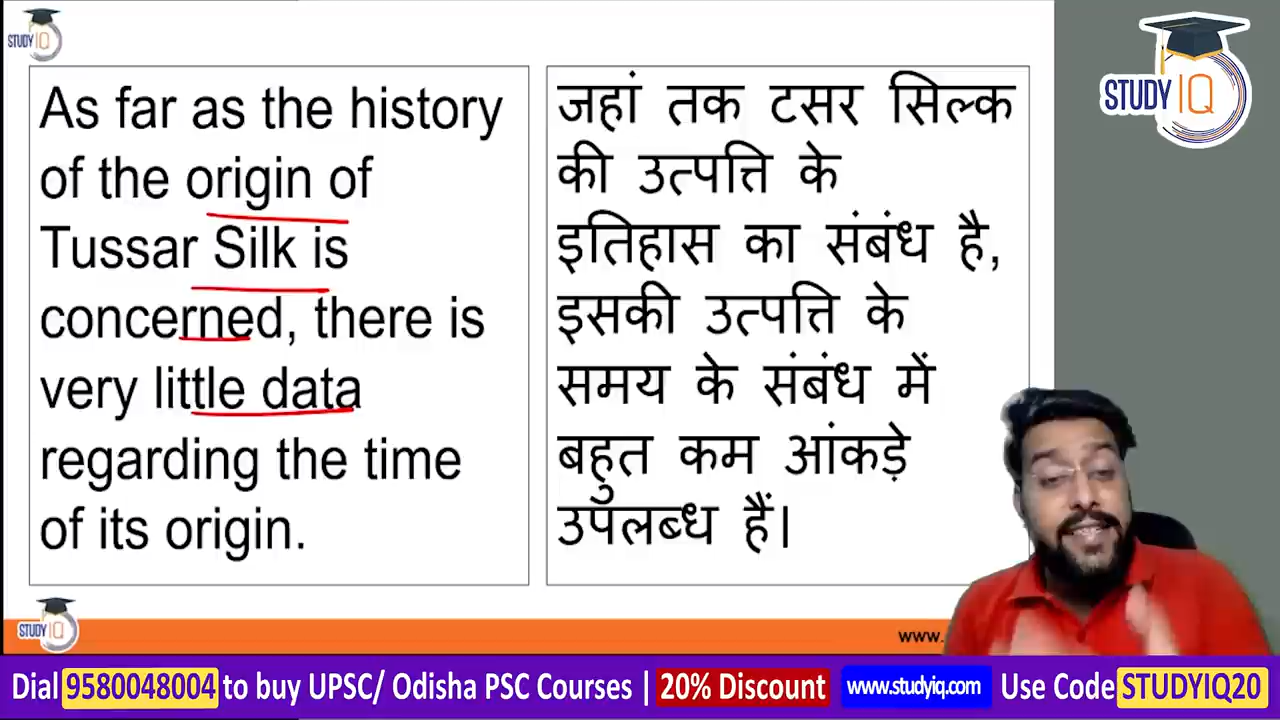 STUDY IQ
STUDY IQ
As far as the history
of the origin of
Tussar Silk is
concerned, there is
very little data
regarding the time
of its origin.
जहां तक टसर सिल्क
की उत्पत्ति के
इतिहास का संबंध है,
इसकी उत्पत्ति के
समय के संबंध में
बहुत कम आंकड़े
उपलब्ध हैं।
STUDY IQ
www.
Dial 9580048004 to buy UPSC/ Odisha PSC Courses | 20% Discount www.studyiq.com Use Code STUDYIQ20